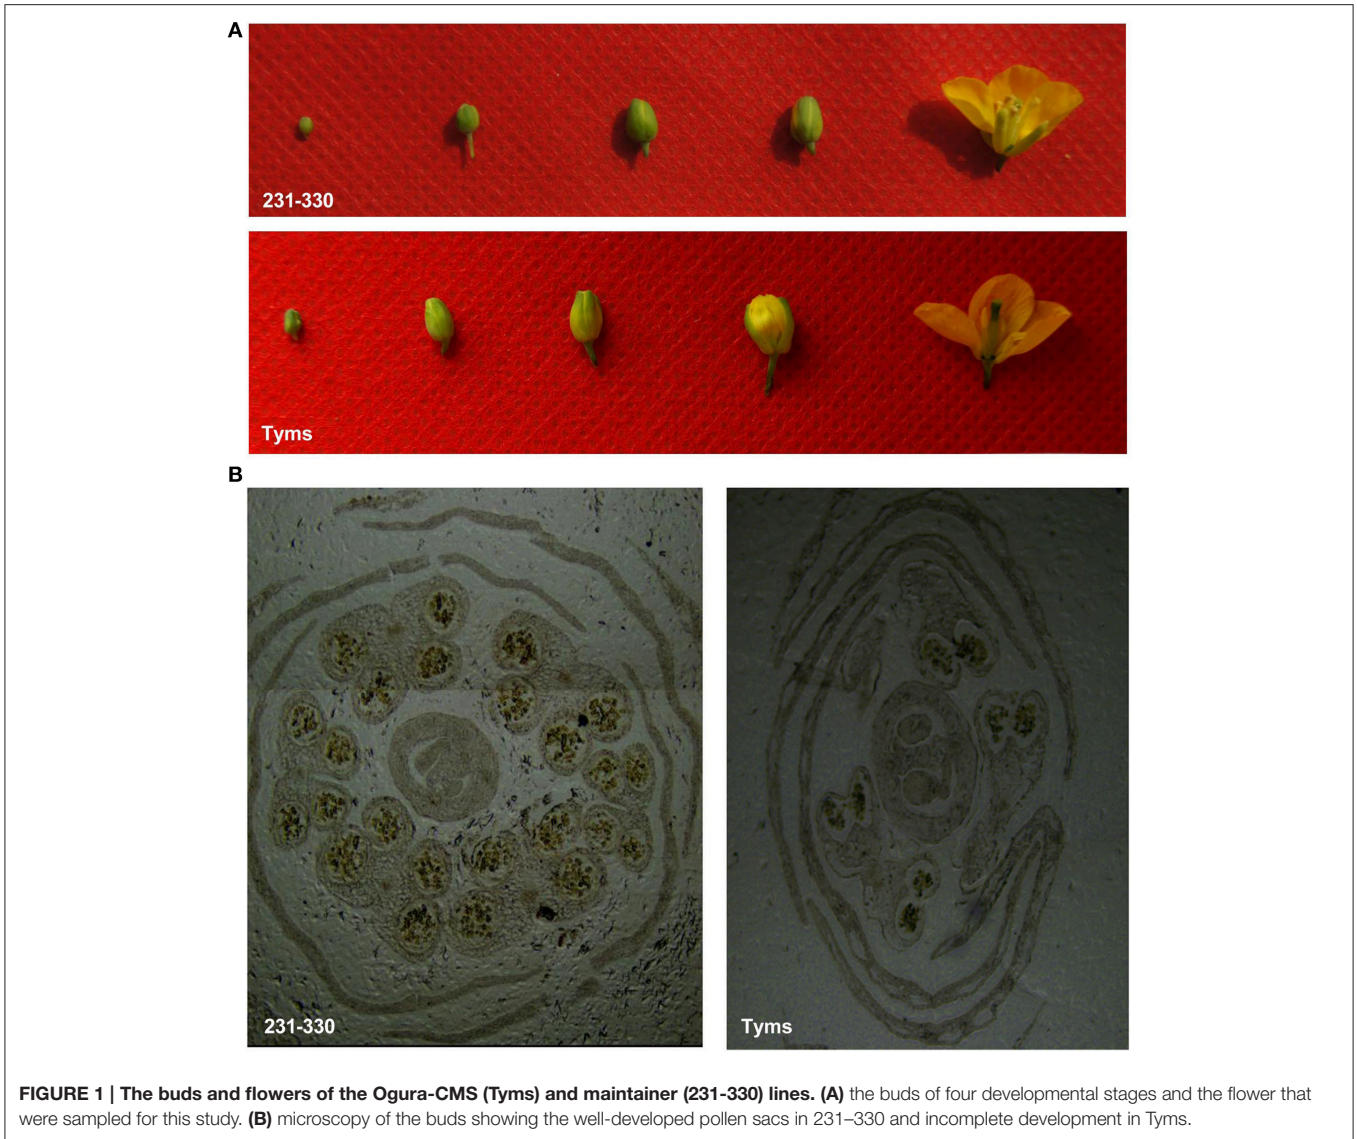 A
231-330
Tyms
B
231-330
Tyms
FIGURE 1 | The buds and flowers of the Ogura-CMS (Tyms) and maintainer (231-330) lines. (A) the buds of four developmental stages and the flower that
were sampled for this study. (B) microscopy of the buds showing the well-developed pollen sacs in 231–330 and incomplete development in Tyms.